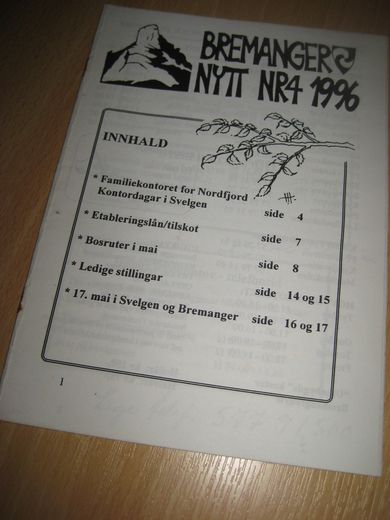 BREMANGER
NYTT NR4 1996
INNHALD
* Familiekontoret for Nordfjord
Kontordagar i Svelgen side 4
* Etableringslån/tilskot side 7
* Bosruter i mai side 8
* Ledige stillingar side 14 og 15
* 17. mai i Svelgen og Bremanger side 16 og 17
1